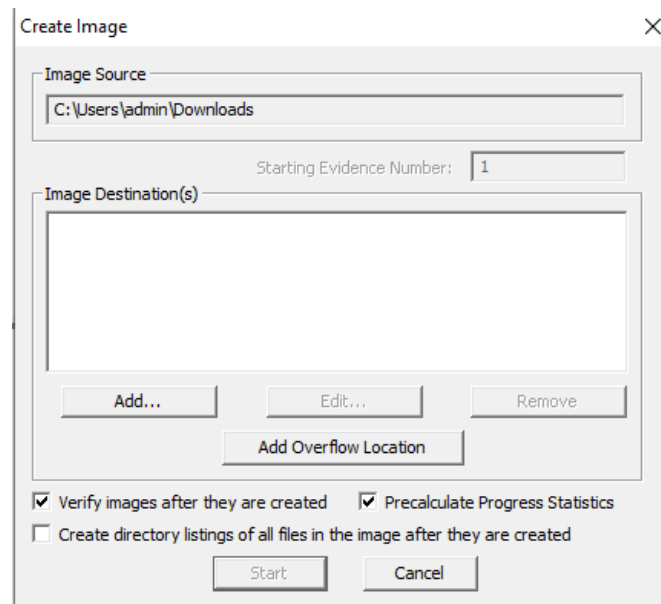 Create Image
Image Source
C:\Users\admin\Downloads
Starting Evidence Number: 1
Image Destination(s)
Add... Edit... Remove
Add Overflow Location
Verify images after they are created Precalculate Progress Statistics
Create directory listings of all files in the image after they are created
Start Cancel